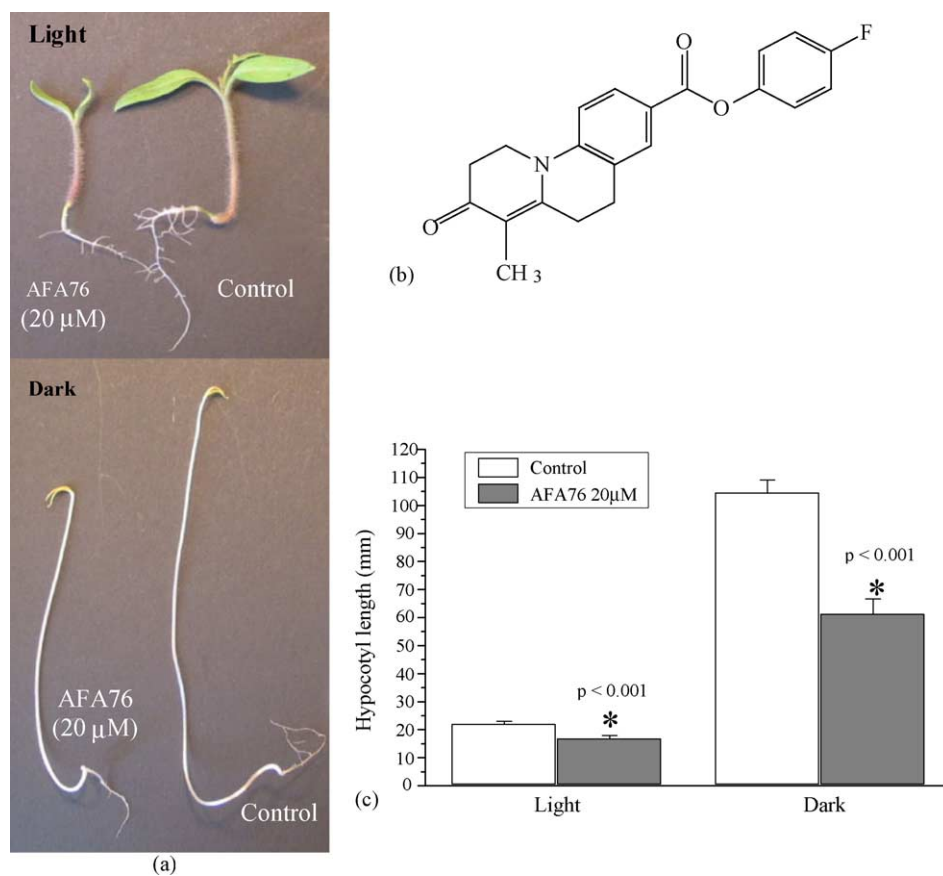 Light
AFA76
(20 µM)
Control
Dark
AFA76
(20 µM)
Control
(a)
O
O
F
N
O
CH 3
(b)
Hypocotyl length (mm)
120
110
100
90
80
70
60
50
40
30
20
10
0
Control
AFA76 20µM
p < 0.001
*
p < 0.001
*
Light
Dark
(c)